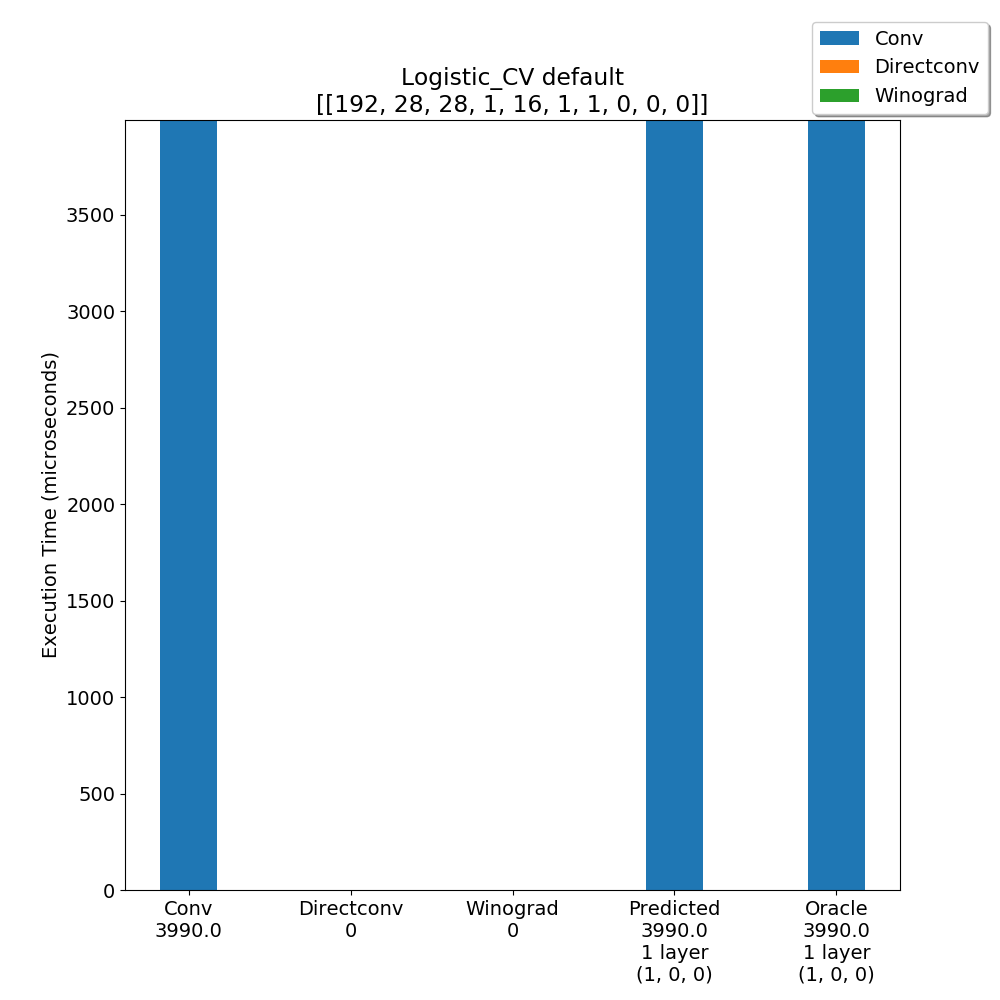 Conv
Directconv
Winograd
Logistic_CV default
[[192, 28, 28, 1, 16, 1, 1, 0, 0, 0]]
Execution Time (microseconds)
3500
3000
2500
2000
1500
1000
500
0
Conv
3990.0
Directconv
0
Winograd
0
Predicted
3990.0
1 layer
(1, 0, 0)
Oracle
3990.0
1 layer
(1, 0, 0)